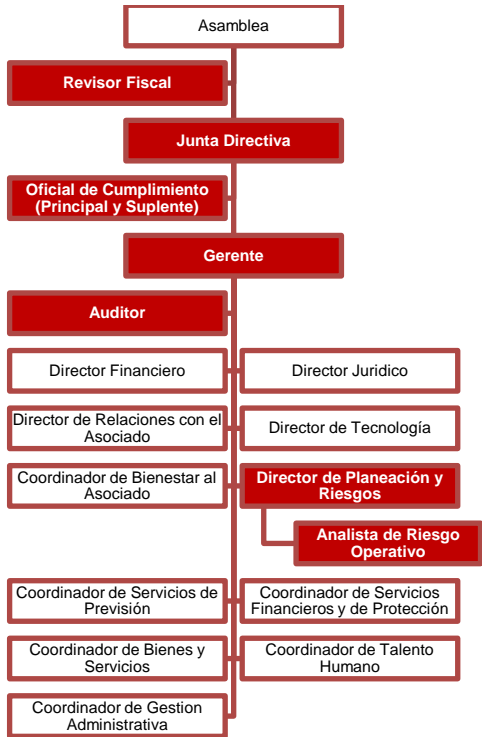 Asamblea
Revisor Fiscal
Junta Directiva
Oficial de Cumplimiento
(Principal y Suplente)
Gerente
Auditor
Director Financiero
Director Juridico
Director de Relaciones con el
Asociado
Director de Tecnología
Coordinador de Bienestar al
Asociado
Director de Planeación y
Riesgos
Analista de Riesgo
Operativo
Coordinador de Servicios de
Previsión
Coordinador de Servicios
Financieros y de Protección
Coordinador de Bienes y
Servicios
Coordinador de Talento
Humano
Coordinador de Gestion
Administrativa